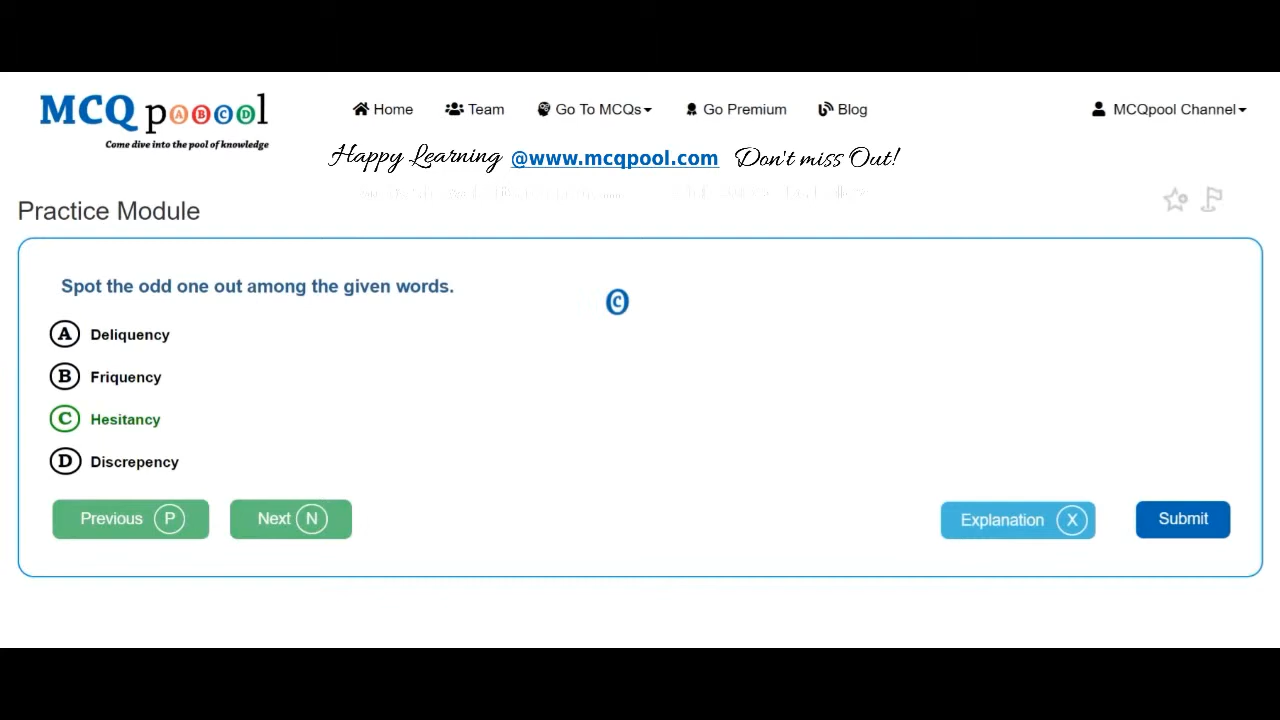 MCQ pooool
A B C D
Come dive into the pool of knowledge
Home Team Go To MCQs Go Premium Blog MCQpool Channel
Happy Learning @www.mcqpool.com Don't miss Out!
Practice Module
Spot the odd one out among the given words.
C
A Deliquency
B Friquency
C Hesitancy
D Discrepency
Previous P Next N Explanation X Submit